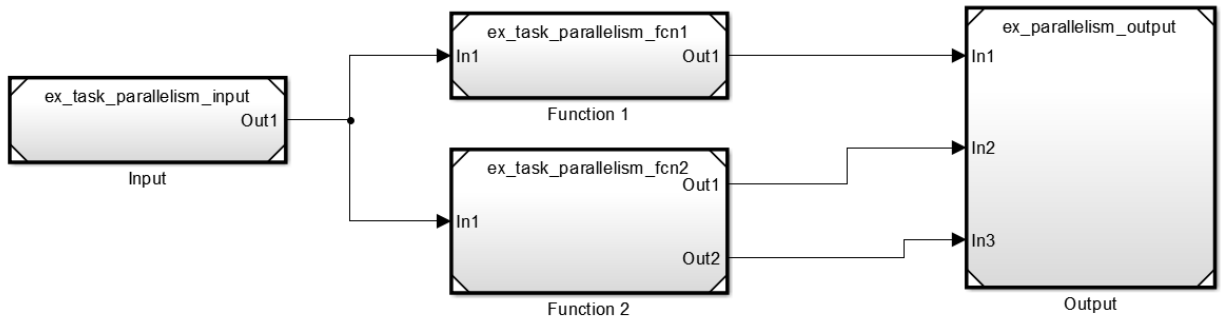 ex_task_parallelism_input
Out1
Input
ex_task_parallelism_fcn1
In1
Out1
Function 1
ex_task_parallelism_fcn2
Out1
In1
Out2
Function 2
ex_parallelism_output
In1
In2
In3
Output